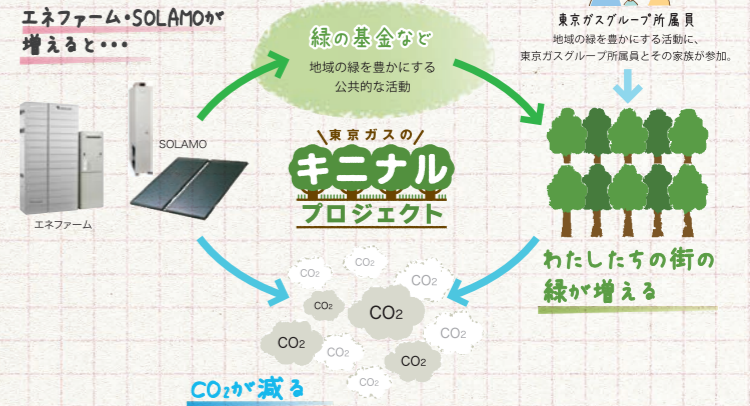 エネファーム・SOLAMOが
増えると・・・
緑の基金など
地域の緑を豊かにする
公共的な活動
東京ガスグループ所属員
地域の緑を豊かにする活動に、
東京ガスグループ所属員とその家族が参加。
SOLAMO
エネファーム
東京ガスの
キニナル
プロジェクト
わたしたちの街の
緑が増える
CO2
CO2
CO2
CO2
CO2
CO2
CO2
CO2
CO2
CO2
CO2が減る